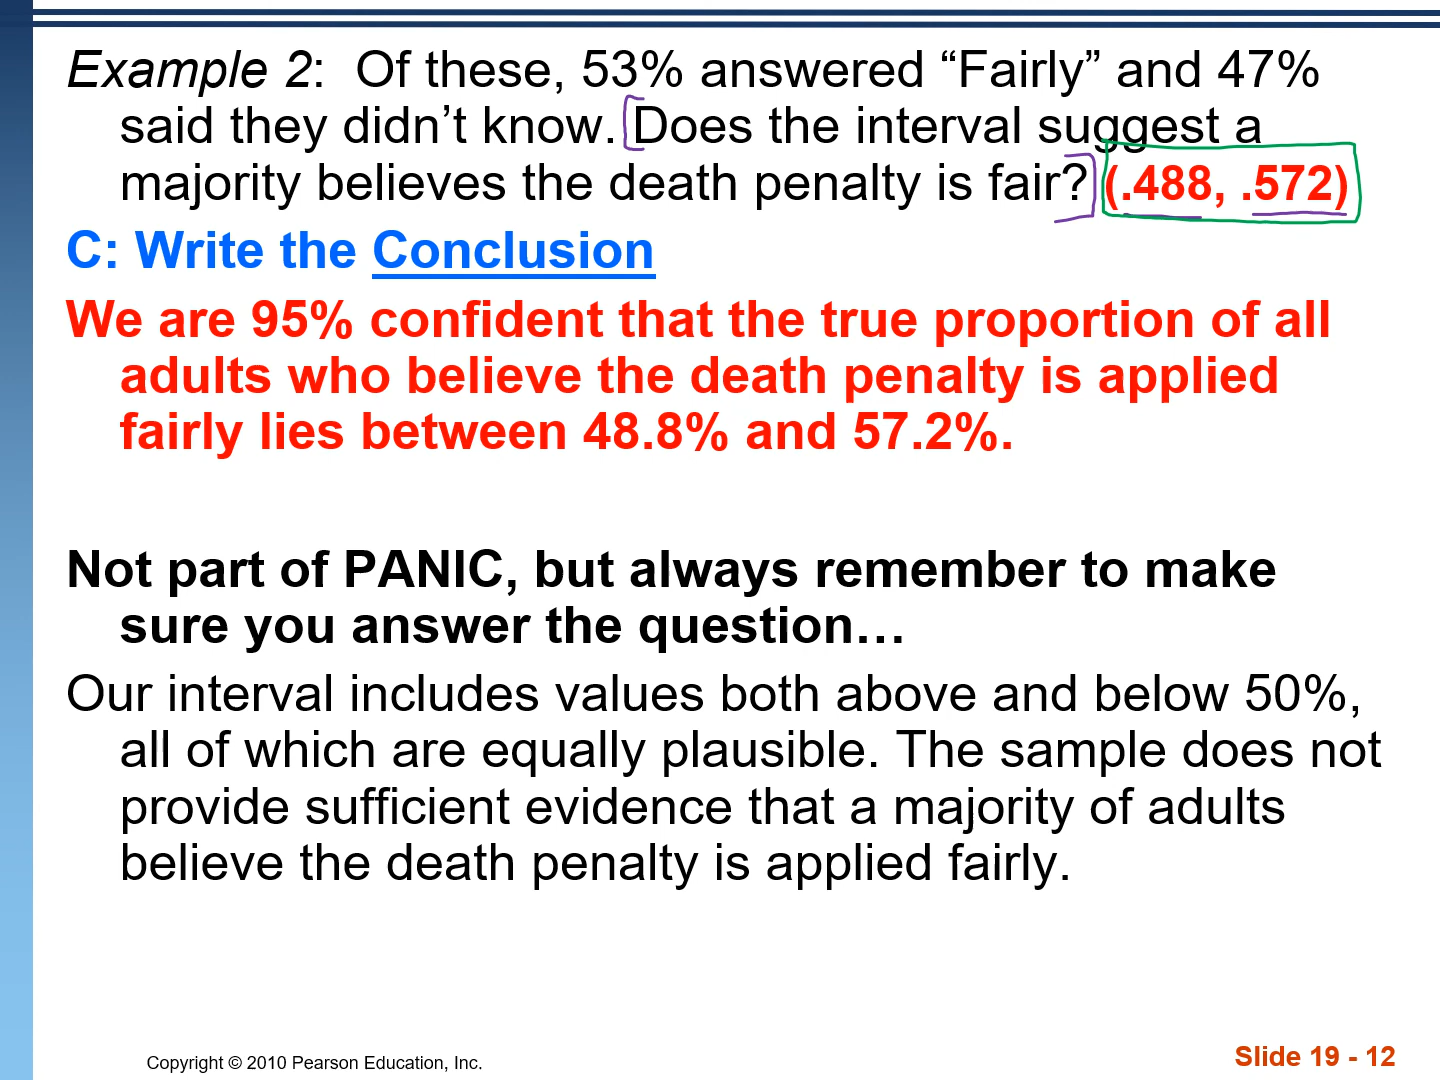 Example 2: Of these, 53% answered “Fairly” and 47%
said they didn’t know. Does the interval suggest a
majority believes the death penalty is fair? (.488, .572)
C: Write the Conclusion
We are 95% confident that the true proportion of all
adults who believe the death penalty is applied
fairly lies between 48.8% and 57.2%.
Not part of PANIC, but always remember to make
sure you answer the question…
Our interval includes values both above and below 50%,
all of which are equally plausible. The sample does not
provide sufficient evidence that a majority of adults
believe the death penalty is applied fairly.
Copyright © 2010 Pearson Education, Inc.
Slide 19 - 12